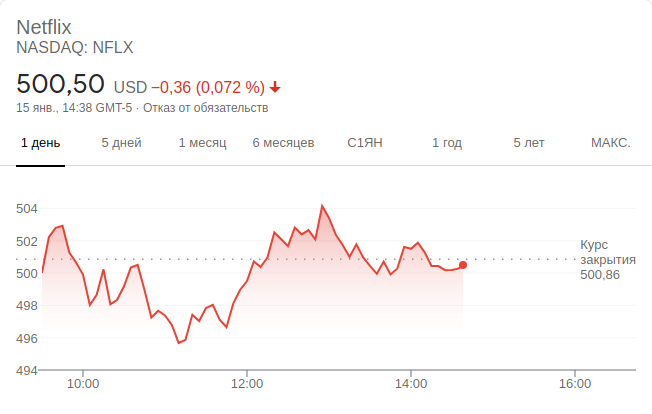 Netflix
NASDAQ: NFLX
500,50 USD −0,36 (0,072 %)
15 янв., 14:38 GMT-5 · Отказ от обязательств
1 день 5 дней 1 месяц 6 месяцев С1ЯН 1 год 5 лет МАКС.
504
502
500
498
496
494
Курс
закрытия
500,86
10:00 12:00 14:00 16:00